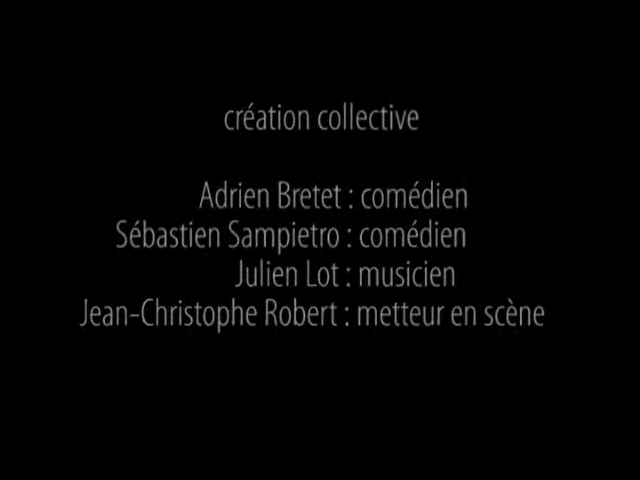 création collective
Adrien Bretet : comédien
Sébastien Sampietro : comédien
Julien Lot : musicien
Jean-Christophe Robert : metteur en scène